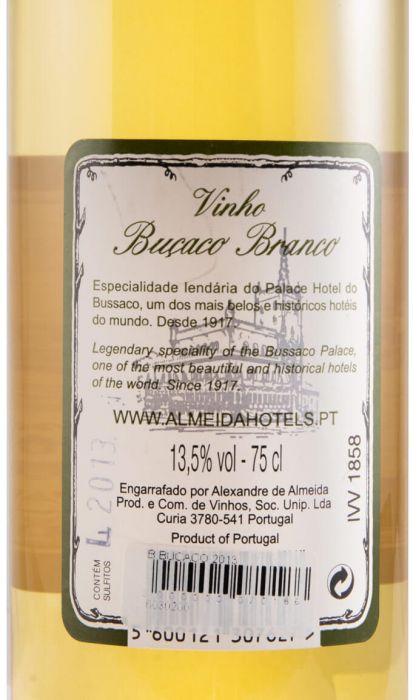 Vinho
Buçaco Branco
Especialidade lendária do Palace Hotel do
Bussaco, um dos mais belos e históricos hotéis
do mundo. Desde 1917.
Legendary speciality of the Bussaco Palace,
one of the most beautiful and historical hotels
of the world. Since 1917.
WWW.ALMEIDAHOTELS.PT
13,5% vol - 75 cl
Engarrafado por Alexandre de Almeida
Prod. e Com. de Vinhos, Soc. Unip. Lda
Curia 3780-541 Portugal
Product of Portugal
B.BUCACO 2013
L 2013
CONTÉM
SULFITOS
IVV 1858